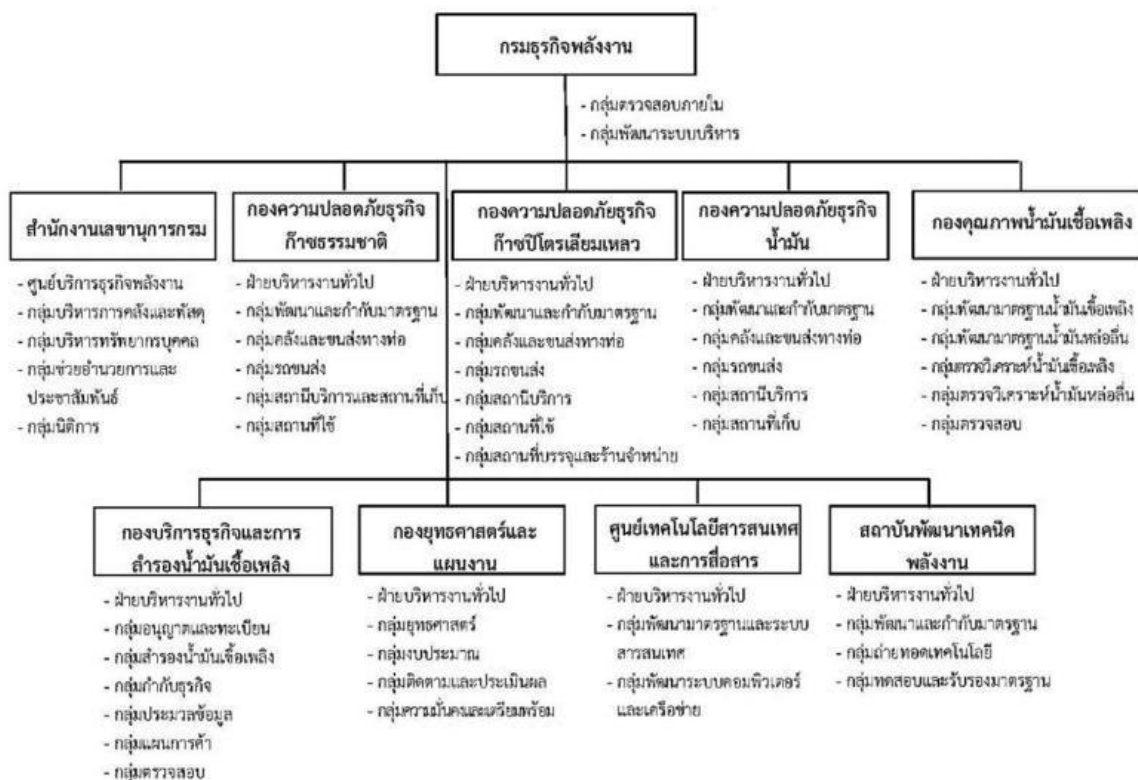 กรมธุรกิจพลังงาน
- กลุ่มตรวจสอบภายใน
- กลุ่มพัฒนาระบบบริหาร
สำนักงานเลขานุการกรม
- ศูนย์บริการธุรกิจพลังงาน
- กลุ่มบริหารการคลังและพัสดุ
- กลุ่มบริหารทรัพยากรบุคคล
- กลุ่มช่วยอำนวยการและ
ประชาสัมพันธ์
- กลุ่มนิติการ
กองความปลอดภัยธุรกิจ
ก๊าซธรรมชาติ
- ฝ่ายบริหารงานทั่วไป
- กลุ่มพัฒนาและกำกับมาตรฐาน
- กลุ่มคลังและขนส่งทางท่อ
- กลุ่มรถขนส่ง
- กลุ่มสถานีบริการและสถานที่เก็บ
- กลุ่มสถานที่ใช้
กองความปลอดภัยธุรกิจ
ก๊าซปิโตรเลียมเหลว
- ฝ่ายบริหารงานทั่วไป
- กลุ่มพัฒนาและกำกับมาตรฐาน
- กลุ่มคลังและขนส่งทางท่อ
- กลุ่มรถขนส่ง
- กลุ่มสถานีบริการ
- กลุ่มสถานที่ใช้
- กลุ่มสถานที่บรรจุและร้านจำหน่าย
กองความปลอดภัยธุรกิจ
น้ำมัน
- ฝ่ายบริหารงานทั่วไป
- กลุ่มพัฒนาและกำกับมาตรฐาน
- กลุ่มคลังและขนส่งทางท่อ
- กลุ่มรถขนส่ง
- กลุ่มสถานีบริการ
- กลุ่มสถานที่เก็บ
กองคุณภาพน้ำมันเชื้อเพลิง
- ฝ่ายบริหารงานทั่วไป
- กลุ่มพัฒนามาตรฐานน้ำมันเชื้อเพลิง
- กลุ่มพัฒนามาตรฐานน้ำมันหล่อลื่น
- กลุ่มตรวจวิเคราะห์น้ำมันเชื้อเพลิง
- กลุ่มตรวจวิเคราะห์น้ำมันหล่อลื่น
- กลุ่มตรวจสอบ
กองบริการธุรกิจและการ
สำรองน้ำมันเชื้อเพลิง
- ฝ่ายบริหารงานทั่วไป
- กลุ่มอนุญาตและทะเบียน
- กลุ่มสำรองน้ำมันเชื้อเพลิง
- กลุ่มกำกับธุรกิจ
- กลุ่มประมวลข้อมูล
- กลุ่มแผนการค้า
- กลุ่มตรวจสอบ
กองยุทธศาสตร์และ
แผนงาน
- ฝ่ายบริหารงานทั่วไป
- กลุ่มยุทธศาสตร์
- กลุ่มงบประมาณ
- กลุ่มติดตามและประเมินผล
- กลุ่มความมั่นคงและเตรียมพร้อม
ศูนย์เทคโนโลยีสารสนเทศ
และการสื่อสาร
- ฝ่ายบริหารงานทั่วไป
- กลุ่มพัฒนามาตรฐานและระบบ
สารสนเทศ
- กลุ่มพัฒนาระบบคอมพิวเตอร์
และเครือข่าย
สถาบันพัฒนาเทคนิค
พลังงาน
- ฝ่ายบริหารงานทั่วไป
- กลุ่มพัฒนาและกำกับมาตรฐาน
- กลุ่มถ่ายทอดเทคโนโลยี
- กลุ่มทดสอบและรับรองมาตรฐาน